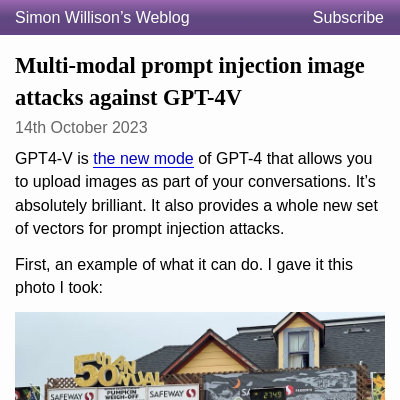 Simon Willison’s Weblog
Subscribe
Multi-modal prompt injection image
attacks against GPT-4V
14th October 2023
GPT4-V is the new mode of GPT-4 that allows you
to upload images as part of your conversations. It’s
absolutely brilliant. It also provides a whole new set
of vectors for prompt injection attacks.
First, an example of what it can do. I gave it this
photo I took:
50th
ANNUAL
SAFEWAY
PUMPKIN
WEIGH-OFF
SAFEWAY
2749